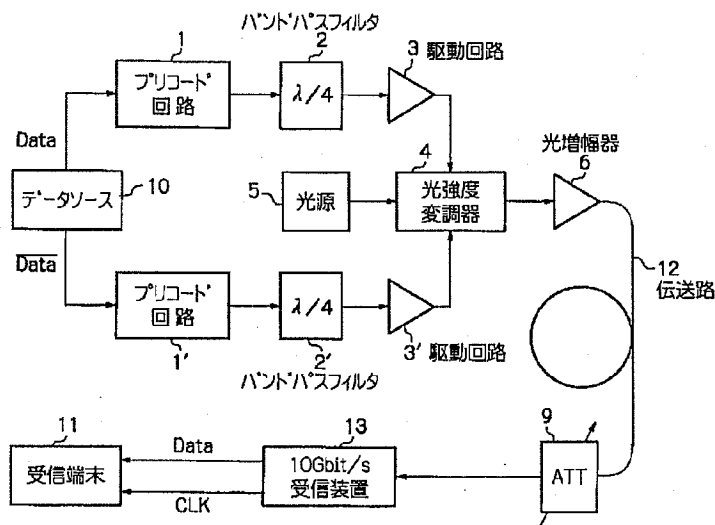 バンドパスフィルタ
1
2
3 駆動回路
プリコード
回路
λ/4
Data
光増幅器
6
4
データソース
10
5
光源
光強度
変調器
Data
12
伝送路
プリコード
回路
λ/4
1'
2'
3' 駆動回路
バンドパスフィルタ
11
13
9
Data
受信端末
10Gbit/s
受信装置
ATT
CLK